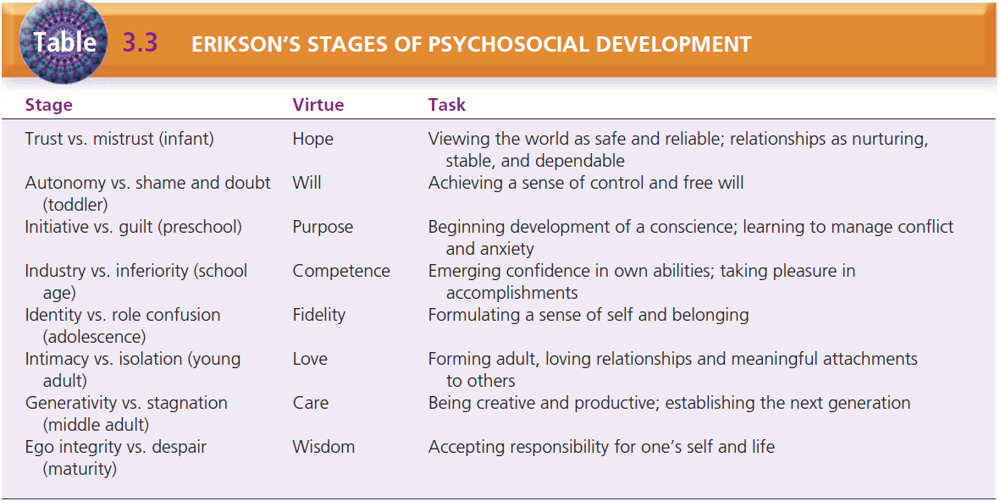 Table 3.3 ERIKSON'S STAGES OF PSYCHOSOCIAL DEVELOPMENT
Stage Virtue Task
Trust vs. mistrust (infant) Hope Viewing the world as safe and reliable; relationships as nurturing,
stable, and dependable
Autonomy vs. shame and doubt Will Achieving a sense of control and free will
(toddler)
Initiative vs. guilt (preschool) Purpose Beginning development of a conscience; learning to manage conflict
and anxiety
Industry vs. inferiority (school Competence Emerging confidence in own abilities; taking pleasure in
age) accomplishments
Identity vs. role confusion Fidelity Formulating a sense of self and belonging
(adolescence)
Intimacy vs. isolation (young Love Forming adult, loving relationships and meaningful attachments
adult) to others
Generativity vs. stagnation Care Being creative and productive; establishing the next generation
(middle adult)
Ego integrity vs. despair Wisdom Accepting responsibility for one's self and life
(maturity)